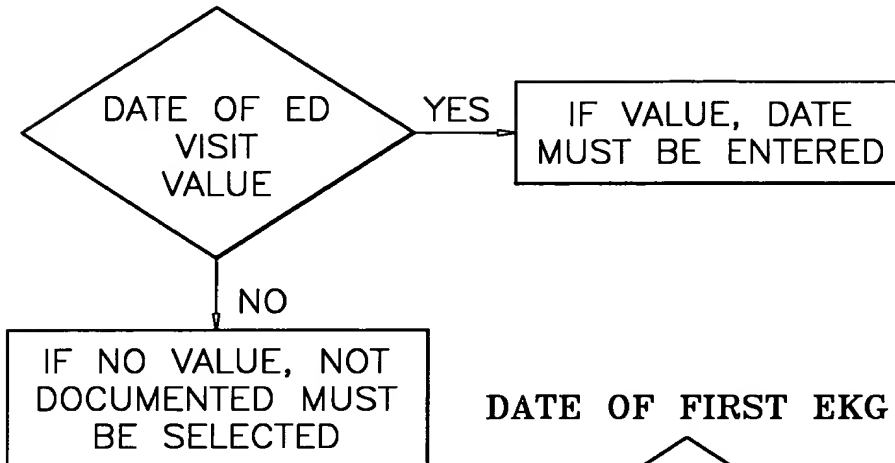 DATE OF ED
VISIT
VALUE
YES
IF VALUE, DATE
MUST BE ENTERED
NO
IF NO VALUE, NOT
DOCUMENTED MUST
BE SELECTED
DATE OF FIRST EKG